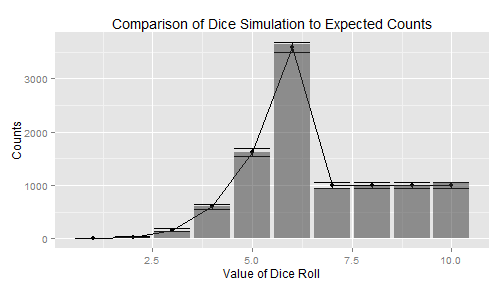 Comparison of Dice Simulation to Expected Counts
Counts
3000
2000
1000
0
2.5
5.0
7.5
10.0
Value of Dice Roll